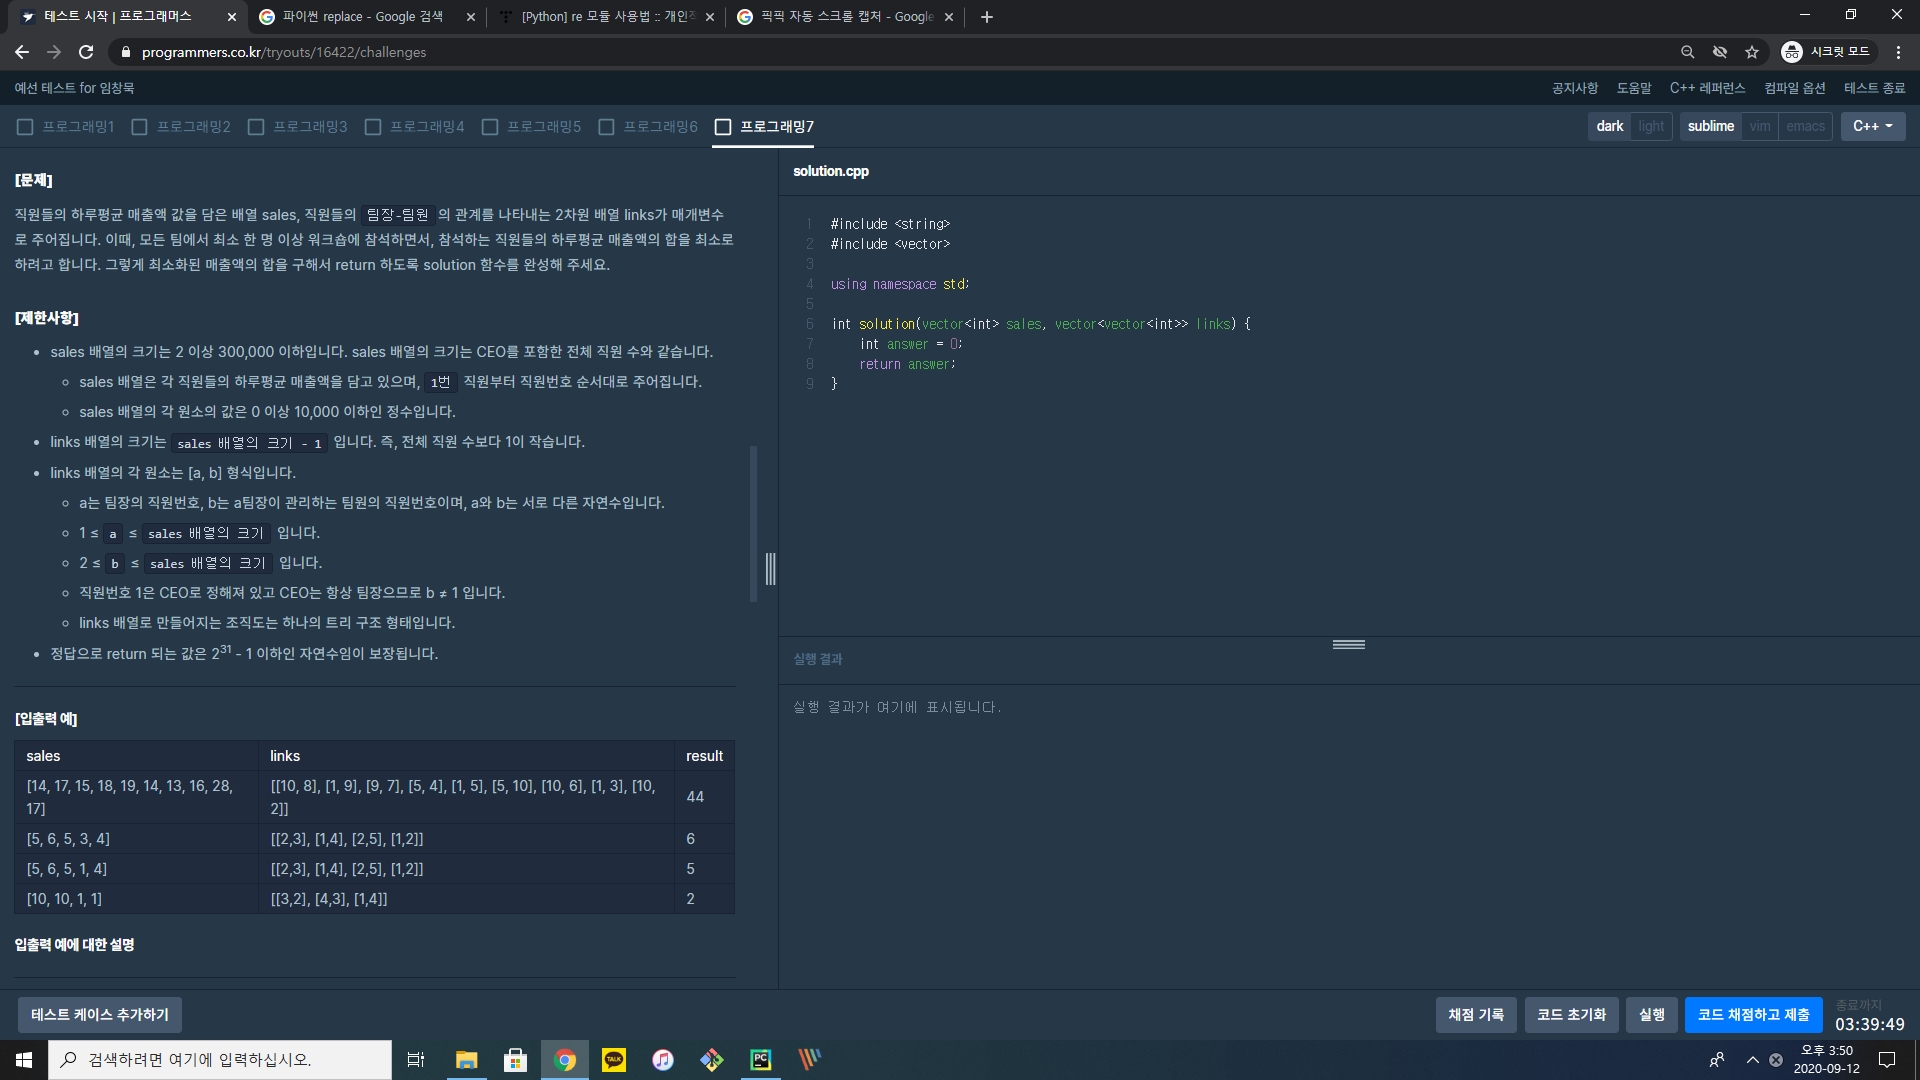 테스트 시작 | 프로그래머스
파이썬 replace - Google 검색
[Python] re 모듈 사용법 :: 개인적
픽픽 자동 스크롤 캡처 - Google
programmers.co.kr/tryouts/16422/challenges
시크릿 모드
예선 테스트 for 임창묵
공지사항 도움말 C++ 레퍼런스 컴파일 옵션 테스트 종료
프로그래밍1 프로그래밍2 프로그래밍3 프로그래밍4 프로그래밍5 프로그래밍6 프로그래밍7
dark light sublime vim emacs C++
[문제]
직원들의 하루평균 매출액 값을 담은 배열 sales, 직원들의 팀장-팀원 의 관계를 나타내는 2차원 배열 links가 매개변수
로 주어집니다. 이때, 모든 팀에서 최소 한 명 이상 워크숍에 참석하면서, 참석하는 직원들의 하루평균 매출액의 합을 최소로
하려고 합니다. 그렇게 최소화된 매출액의 합을 구해서 return 하도록 solution 함수를 완성해 주세요.
[제한사항]
• sales 배열의 크기는 2 이상 300,000 이하입니다. sales 배열의 크기는 CEO를 포함한 전체 직원 수와 같습니다.
○ sales 배열은 각 직원들의 하루평균 매출액을 담고 있으며, 1번 직원부터 직원번호 순서대로 주어집니다.
○ sales 배열의 각 원소의 값은 0 이상 10,000 이하인 정수입니다.
• links 배열의 크기는 sales 배열의 크기 - 1 입니다. 즉, 전체 직원 수보다 1이 작습니다.
• links 배열의 각 원소는 [a, b] 형식입니다.
○ a는 팀장의 직원번호, b는 a팀장이 관리하는 팀원의 직원번호이며, a와 b는 서로 다른 자연수입니다.
○ 1 ≤ a ≤ sales 배열의 크기 입니다.
○ 2 ≤ b ≤ sales 배열의 크기 입니다.
○ 직원번호 1은 CEO로 정해져 있고 CEO는 항상 팀장으므로 b ≠ 1 입니다.
○ links 배열로 만들어지는 조직도는 하나의 트리 구조 형태입니다.
• 정답으로 return 되는 값은 2³¹ - 1 이하인 자연수임이 보장됩니다.
[입출력 예]
sales links result
[14, 17, 15, 18, 19, 14, 13, 16, 28, 17] [[10, 8], [1, 9], [9, 7], [5, 4], [1, 5], [5, 10], [10, 6], [1, 3], [10, 2]] 44
[5, 6, 5, 3, 4] [[2,3], [1,4], [2,5], [1,2]] 6
[5, 6, 5, 1, 4] [[2,3], [1,4], [2,5], [1,2]] 5
[10, 10, 1, 1] [[3,2], [4,3], [1,4]] 2
입출력 예에 대한 설명
solution.cpp
1 #include <string>
2 #include <vector>
3
4 using namespace std;
5
6 int solution(vector<int> sales, vector<vector<int>> links) {
7     int answer = 0;
8     return answer;
9 }
실행 결과
실행 결과가 여기에 표시됩니다.
테스트 케이스 추가하기
채점 기록 코드 초기화 실행 코드 채점하고 제출
종료까지
03:39:49
검색하려면 여기에 입력하십시오.
TALK
PC
오후 3:50
2020-09-12